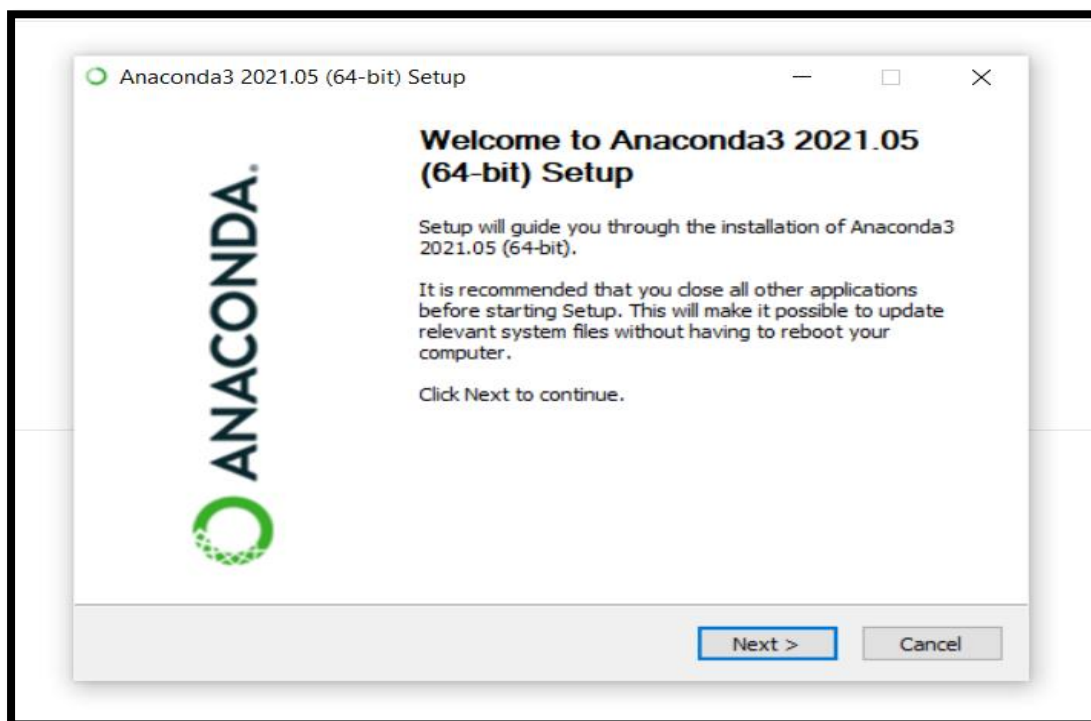 Anaconda3 2021.05 (64-bit) Setup
Welcome to Anaconda3 2021.05
(64-bit) Setup
ANACONDA.
Setup will guide you through the installation of Anaconda3
2021.05 (64-bit).
It is recommended that you close all other applications
before starting Setup. This will make it possible to update
relevant system files without having to reboot your
computer.
Click Next to continue.
Next >
Cancel